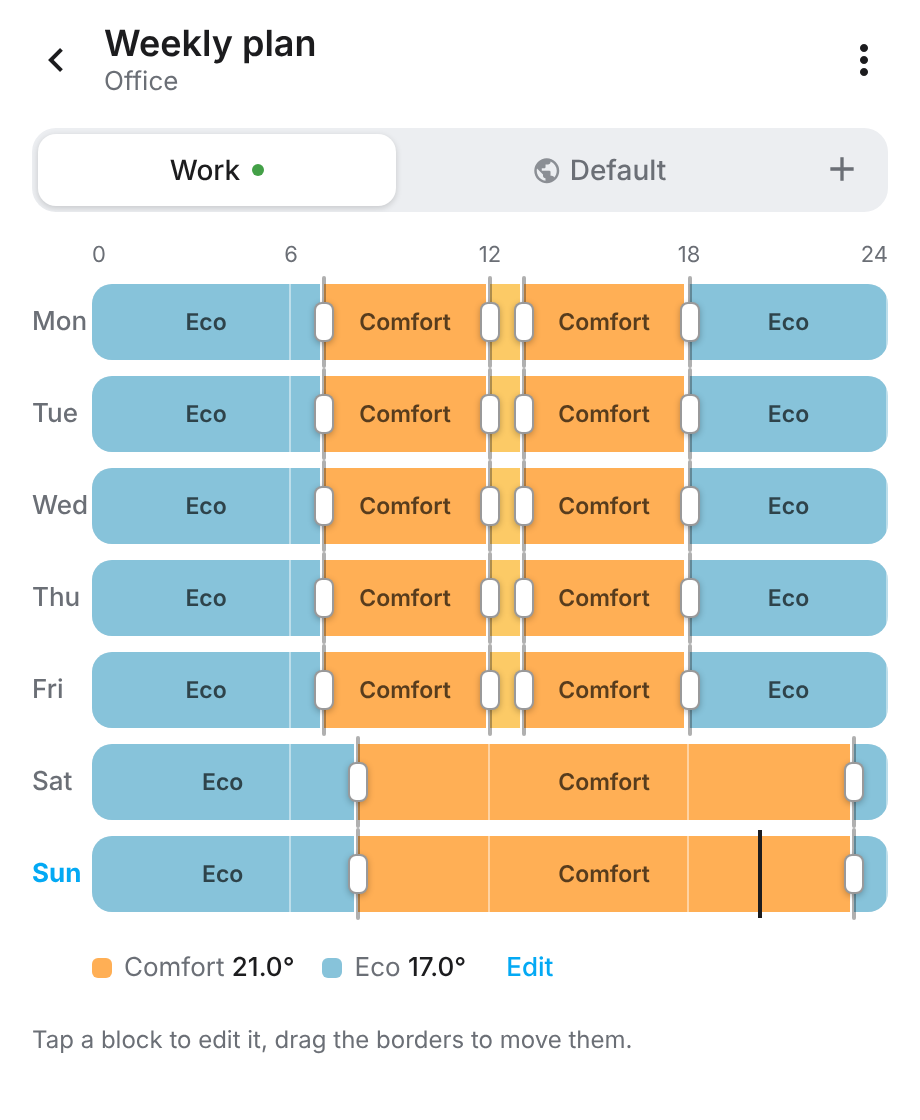 Weekly plan
Office
Work
Default
0 6 12 18 24
Mon Eco Comfort Comfort Eco
Tue Eco Comfort Comfort Eco
Wed Eco Comfort Comfort Eco
Thu Eco Comfort Comfort Eco
Fri Eco Comfort Comfort Eco
Sat Eco Comfort
Sun Eco Comfort
Comfort 21.0° Eco 17.0° Edit
Tap a block to edit it, drag the borders to move them.